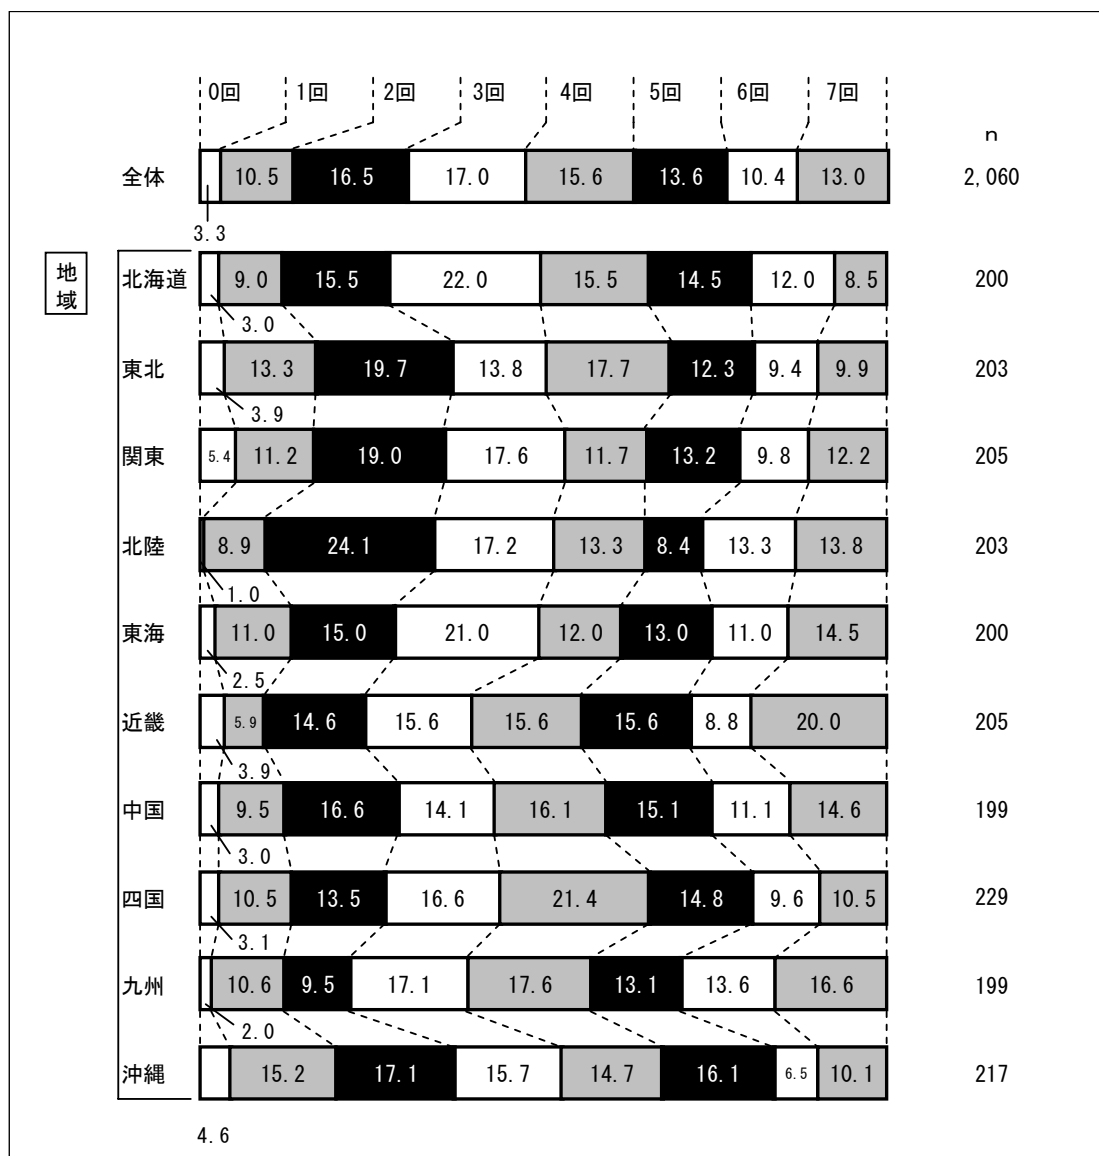 0回 1回 2回 3回 4回 5回 6回 7回
n
全体 10.5 16.5 17.0 15.6 13.6 10.4 13.0 2,060
3.3
地域
北海道 9.0 15.5 22.0 15.5 14.5 12.0 8.5 200
3.0
東北 13.3 19.7 13.8 17.7 12.3 9.4 9.9 203
3.9
関東 5.4 11.2 19.0 17.6 11.7 13.2 9.8 12.2 205
北陸 8.9 24.1 17.2 13.3 8.4 13.3 13.8 203
1.0
東海 11.0 15.0 21.0 12.0 13.0 11.0 14.5 200
2.5
近畿 5.9 14.6 15.6 15.6 15.6 8.8 20.0 205
3.9
中国 9.5 16.6 14.1 16.1 15.1 11.1 14.6 199
3.0
四国 10.5 13.5 16.6 21.4 14.8 9.6 10.5 229
3.1
九州 10.6 9.5 17.1 17.6 13.1 13.6 16.6 199
2.0
沖縄 15.2 17.1 15.7 14.7 16.1 6.5 10.1 217
4.6